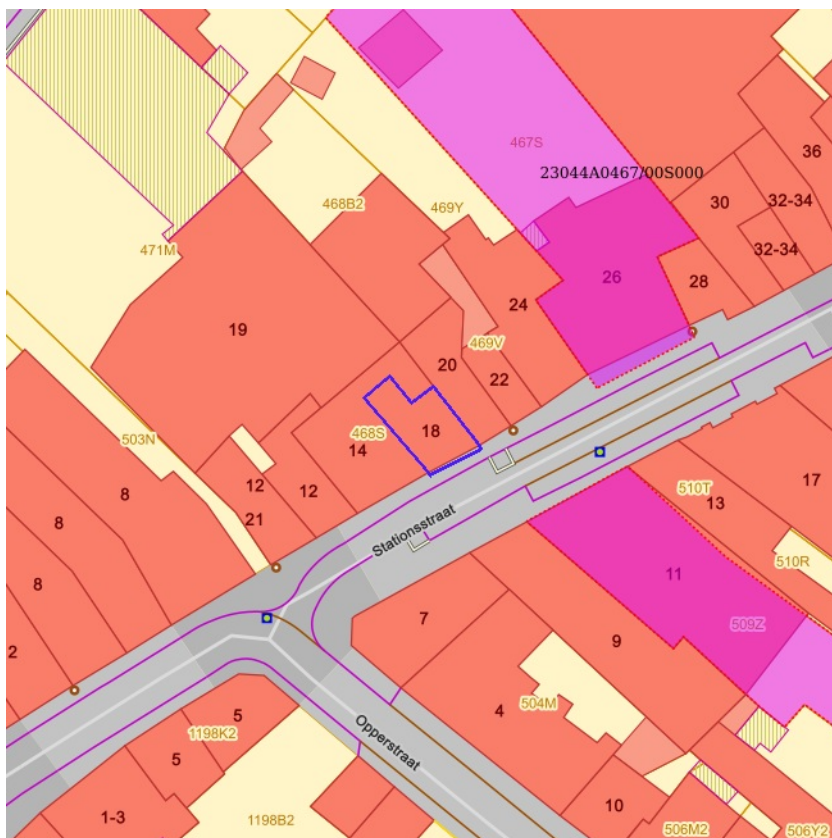 467S
23044A0467/00S000
36
30
32-34
32-34
468B2
469Y
471M
26
28
24
19
469V
20
22
18
468S
14
503N
12
12
21
8
8
8
2
Stationsstraat
510T
13
17
510R
11
509Z
7
9
504M
4
Opperstraat
5
1198K2
5
1-3
1198B2
10
506M2
506Y2